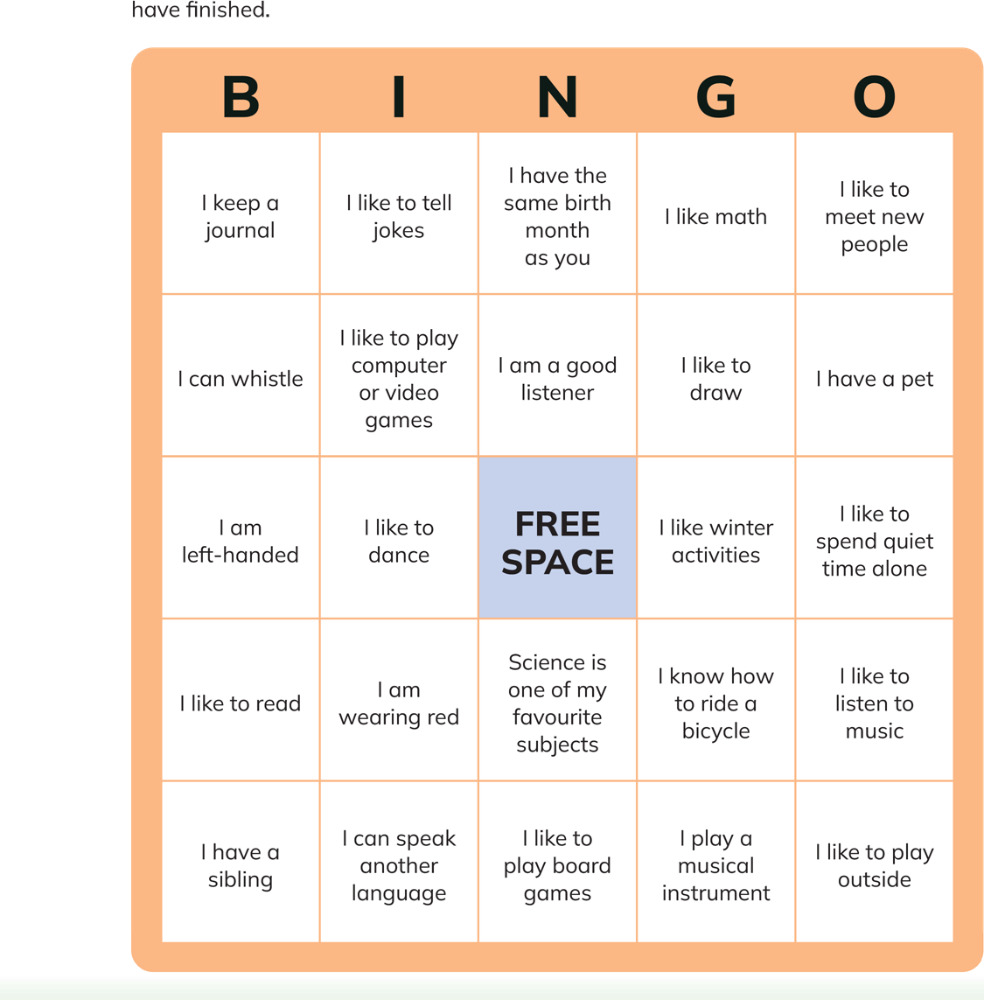 have finished.
B I N G O
I keep a
journal
I like to tell
jokes
I have the
same birth
month
as you
I like math
I like to
meet new
people
I can whistle
I like to play
computer
or video
games
I am a good
listener
I like to
draw
I have a pet
I am
left-handed
I like to
dance
FREE
SPACE
I like winter
activities
I like to
spend quiet
time alone
I like to read
I am
wearing red
Science is
one of my
favourite
subjects
I know how
to ride a
bicycle
I like to
listen to
music
I have a
sibling
I can speak
another
language
I like to
play board
games
I play a
musical
instrument
I like to play
outside